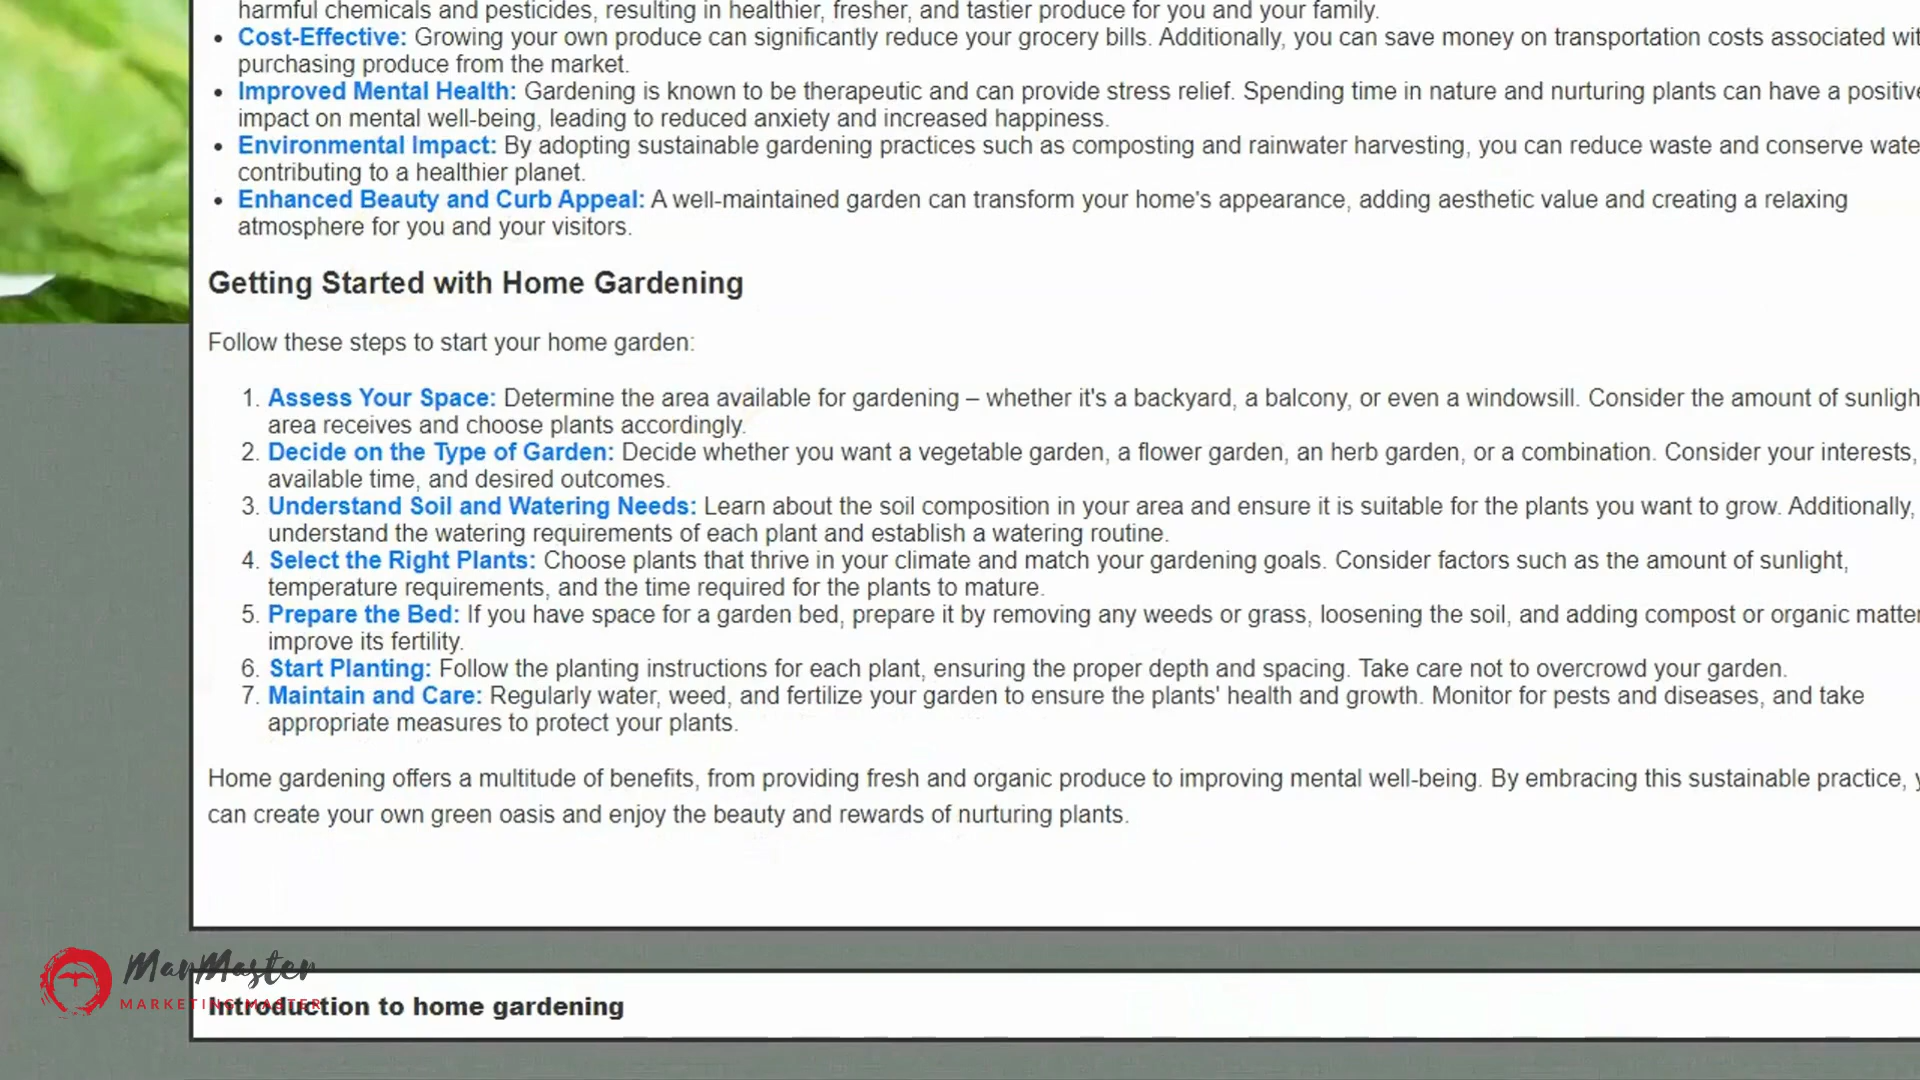 harmful chemicals and pesticides, resulting in healthier, fresher, and tastier produce for you and your family.
• Cost-Effective: Growing your own produce can significantly reduce your grocery bills. Additionally, you can save money on transportation costs associated wit
purchasing produce from the market.
• Improved Mental Health: Gardening is known to be therapeutic and can provide stress relief. Spending time in nature and nurturing plants can have a positive
impact on mental well-being, leading to reduced anxiety and increased happiness.
• Environmental Impact: By adopting sustainable gardening practices such as composting and rainwater harvesting, you can reduce waste and conserve wate
contributing to a healthier planet.
• Enhanced Beauty and Curb Appeal: A well-maintained garden can transform your home's appearance, adding aesthetic value and creating a relaxing
atmosphere for you and your visitors.
Getting Started with Home Gardening
Follow these steps to start your home garden:
1. Assess Your Space: Determine the area available for gardening – whether it's a backyard, a balcony, or even a windowsill. Consider the amount of sunligh
area receives and choose plants accordingly.
2. Decide on the Type of Garden: Decide whether you want a vegetable garden, a flower garden, an herb garden, or a combination. Consider your interests,
available time, and desired outcomes.
3. Understand Soil and Watering Needs: Learn about the soil composition in your area and ensure it is suitable for the plants you want to grow. Additionally,
understand the watering requirements of each plant and establish a watering routine.
4. Select the Right Plants: Choose plants that thrive in your climate and match your gardening goals. Consider factors such as the amount of sunlight,
temperature requirements, and the time required for the plants to mature.
5. Prepare the Bed: If you have space for a garden bed, prepare it by removing any weeds or grass, loosening the soil, and adding compost or organic matter
improve its fertility.
6. Start Planting: Follow the planting instructions for each plant, ensuring the proper depth and spacing. Take care not to overcrowd your garden.
7. Maintain and Care: Regularly water, weed, and fertilize your garden to ensure the plants' health and growth. Monitor for pests and diseases, and take
appropriate measures to protect your plants.
Home gardening offers a multitude of benefits, from providing fresh and organic produce to improving mental well-being. By embracing this sustainable practice, y
can create your own green oasis and enjoy the beauty and rewards of nurturing plants.
MarMaster
MARKETING MASTER
Introduction to home gardening